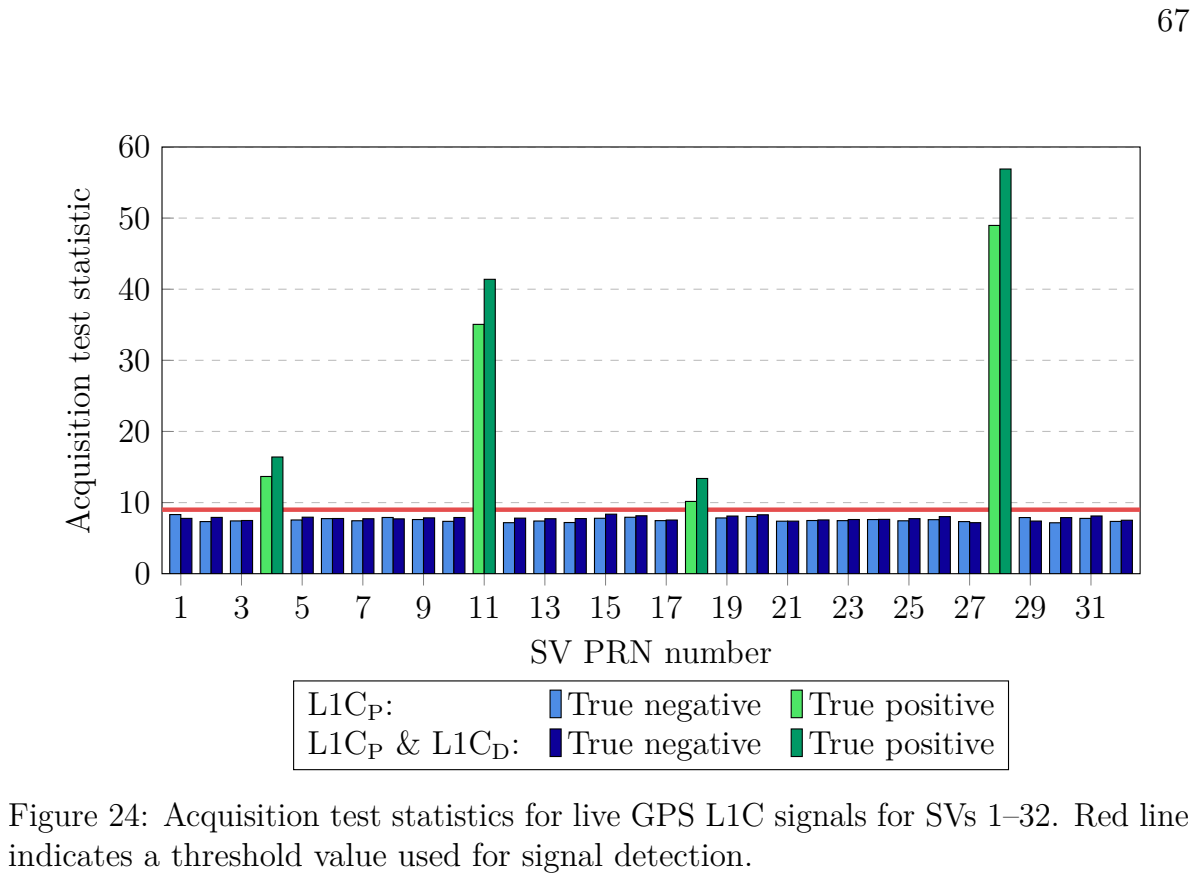 67
60
50
40
30
20
10
0
Acquisition test statistic
1 3 5 7 9 11 13 15 17 19 21 23 25 27 29 31
SV PRN number
L1C_P: True negative True positive
L1C_P & L1C_D: True negative True positive
Figure 24: Acquisition test statistics for live GPS L1C signals for SVs 1–32. Red line
indicates a threshold value used for signal detection.